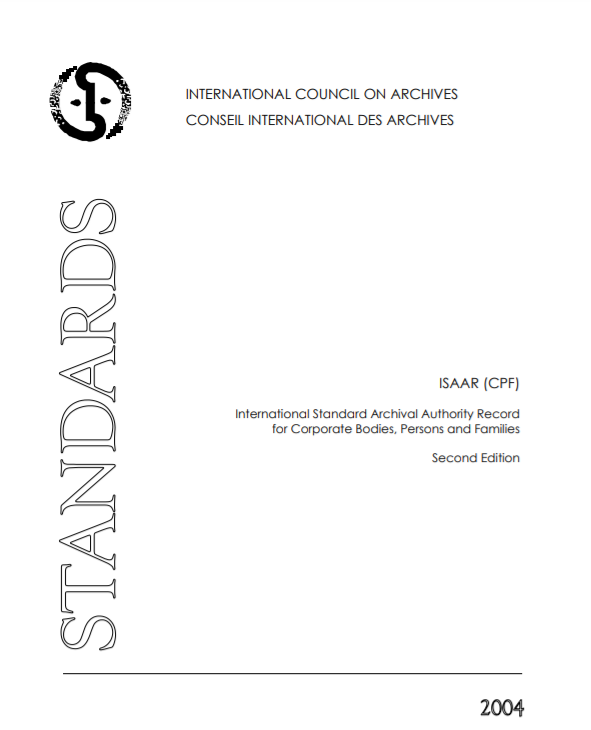 INTERNATIONAL COUNCIL ON ARCHIVES
CONSEIL INTERNATIONAL DES ARCHIVES
STANDARDS
ISAAR (CPF)
International Standard Archival Authority Record
for Corporate Bodies, Persons and Families
Second Edition
2004